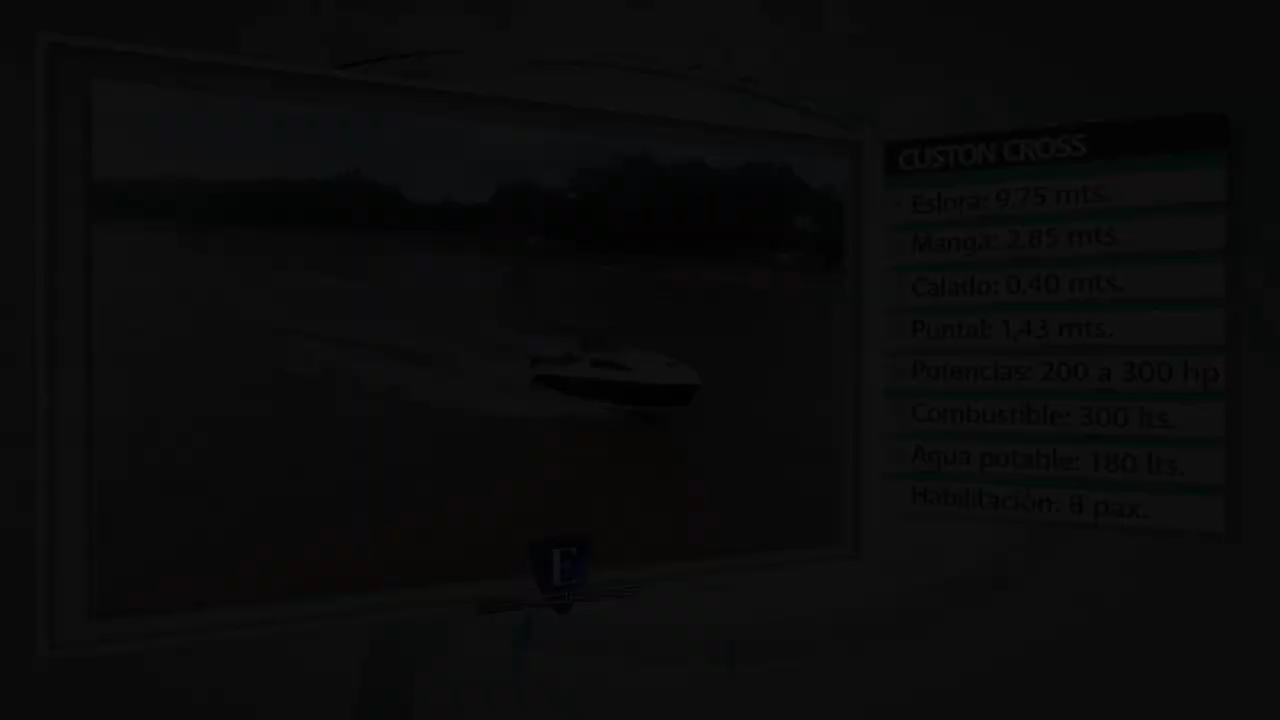 CUSTON CROSS
Eslora: 9,75 mts.
Manga: 2,85 mts.
Calado: 0,40 mts.
Puntal: 1,43 mts.
Potencias: 200 a 300 hp
Combustible: 300 lts.
Aqua potable: 180 lts.
Habilitación: 8 pax.
E